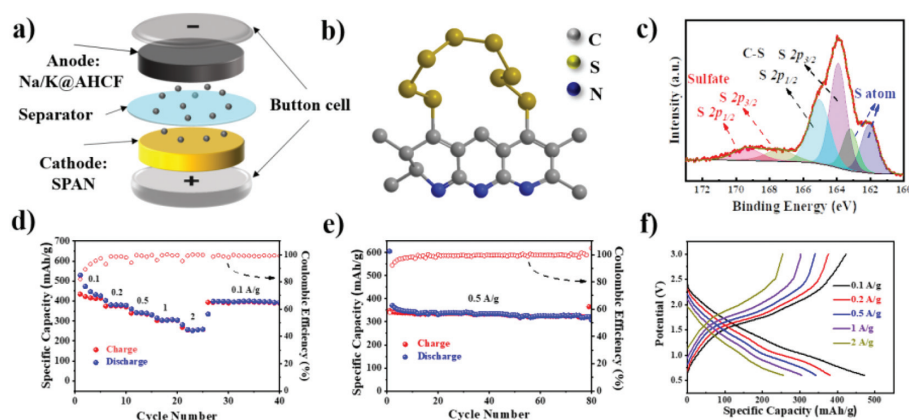 a)
-
Anode:
Na/K@AHCF
Separator
Button cell
Cathode:
SPAN
+
b)
C
S
N
c)
Intensity (a.u.)
C-S
S 2p3/2
S 2p1/2
Sulfate
S 2p3/2
S 2p1/2
S atom
172 170 168 166 164 162 160
Binding Energy (eV)
d)
Specific Capacity (mAh/g)
700
600
500
400
300
200
100
0
0.1
0.2
0.5
1
2
0.1 A/g
Charge
Discharge
0 10 20 30 40
Cycle Number
100
80
60
40
20
0
Coulombic Efficiency (%)
e)
Specific Capacity (mAh/g)
600
500
400
300
200
100
0
0.5 A/g
Charge
Discharge
0 20 40 60 80
Cycle Number
100
80
60
40
20
0
Coulombic Efficiency (%)
f)
Potential (V)
3.0
2.5
2.0
1.5
1.0
0.5
0.1 A/g
0.2 A/g
0.5 A/g
1 A/g
2 A/g
0 100 200 300 400 500
Specific Capacity (mAh/g)